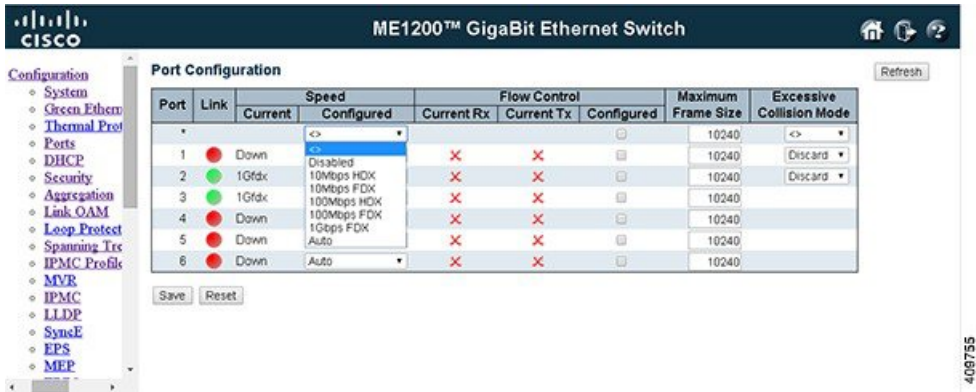 CISCO
ME1200™ GigaBit Ethernet Switch
Configuration
System
Green Ethern
Thermal Prot
Ports
DHCP
Security
Aggregation
Link OAM
Loop Protect
Spanning Tre
IPMC Profile
MVR
IPMC
LLDP
SyncE
EPS
MEP
Port Configuration
Refresh
Port Link Speed Flow Control Maximum Frame Size Excessive Collision Mode
Current Configured Current Rx Current Tx Configured
* <> 10240 <>
1 Down 10240 Discard
2 1Gfdx 10240 Discard
3 1Gfdx 10240
4 Down 10240
5 Down 10240
6 Down Auto 10240
<>
Disabled
10Mbps HDX
10Mbps FDX
100Mbps HDX
100Mbps FDX
1Gbps FDX
Auto
Save Reset
409755